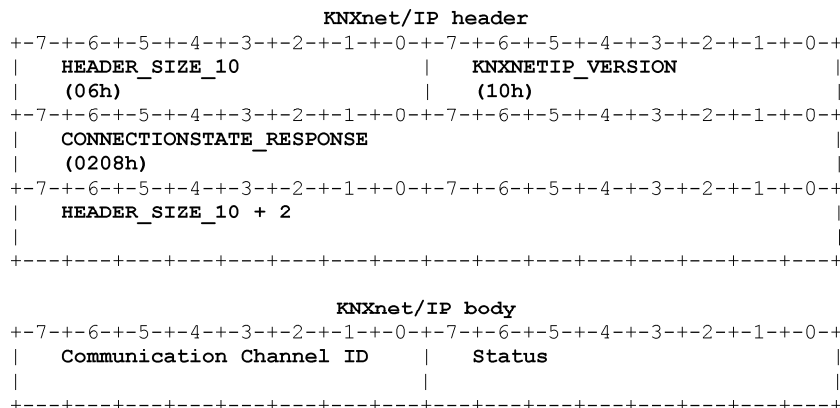 KNXnet/IP header
+-7-+-6-+-5-+-4-+-3-+-2-+-1-+-0-+-7-+-6-+-5-+-4-+-3-+-2-+-1-+-0-+
| HEADER_SIZE_10 | KNXNETIP_VERSION |
| (06h) | (10h) |
+-7-+-6-+-5-+-4-+-3-+-2-+-1-+-0-+-7-+-6-+-5-+-4-+-3-+-2-+-1-+-0-+
| CONNECTIONSTATE_RESPONSE |
| (0208h) |
+-7-+-6-+-5-+-4-+-3-+-2-+-1-+-0-+-7-+-6-+-5-+-4-+-3-+-2-+-1-+-0-+
| HEADER_SIZE_10 + 2 |
| |
+---+---+---+---+---+---+---+---+---+---+---+---+---+---+---+---+
KNXnet/IP body
+-7-+-6-+-5-+-4-+-3-+-2-+-1-+-0-+-7-+-6-+-5-+-4-+-3-+-2-+-1-+-0-+
| Communication Channel ID | Status |
| | |
+---+---+---+---+---+---+---+---+---+---+---+---+---+---+---+---+